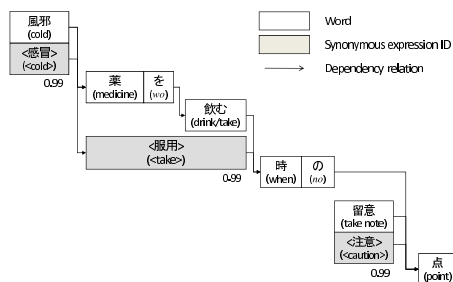 風邪
(cold)
<感冒>
(<cold>)
0.99
薬
(medicine)
を
(wo)
飲む
(drink/take)
<服用>
(<take>)
0.99
時
(when)
の
(no)
留意
(take note)
<注意>
(<caution>)
0.99
点
(point)
Word
Synonymous expression ID
Dependency relation